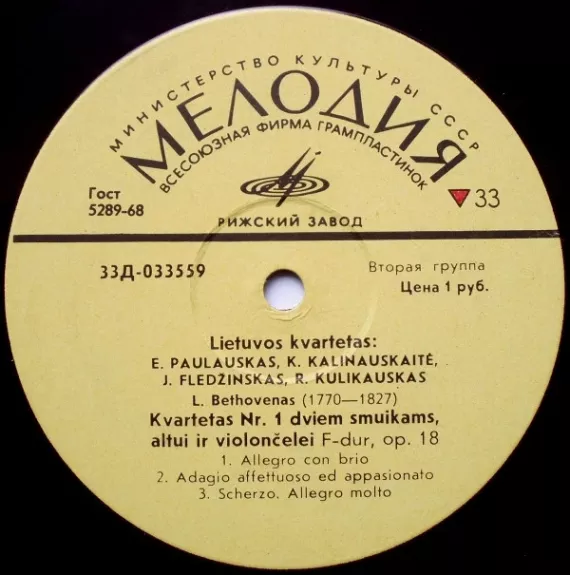 МИНИСТЕРСТВО КУЛЬТУРЫ СССР
МЕЛОДИЯ
ВСЕСОЮЗНАЯ ФИРМА ГРАМПЛАСТИНОК
Гост
5289-68
33
РИЖСКИЙ ЗАВОД
33Д-033559
Вторая группа
Цена 1 руб.
Lietuvos kvartetas:
E. PAULAUSKAS, K. KALINAUSKAITĖ,
J. FLEDŽINSKAS, R. KULIKAUSKAS
L. Bethovenas (1770—1827)
Kvartetas Nr. 1 dviem smuikams,
altui ir violončelei F-dur, op. 18
1. Allegro con brio
2. Adagio affettuoso ed appasionato
3. Scherzo. Allegro molto